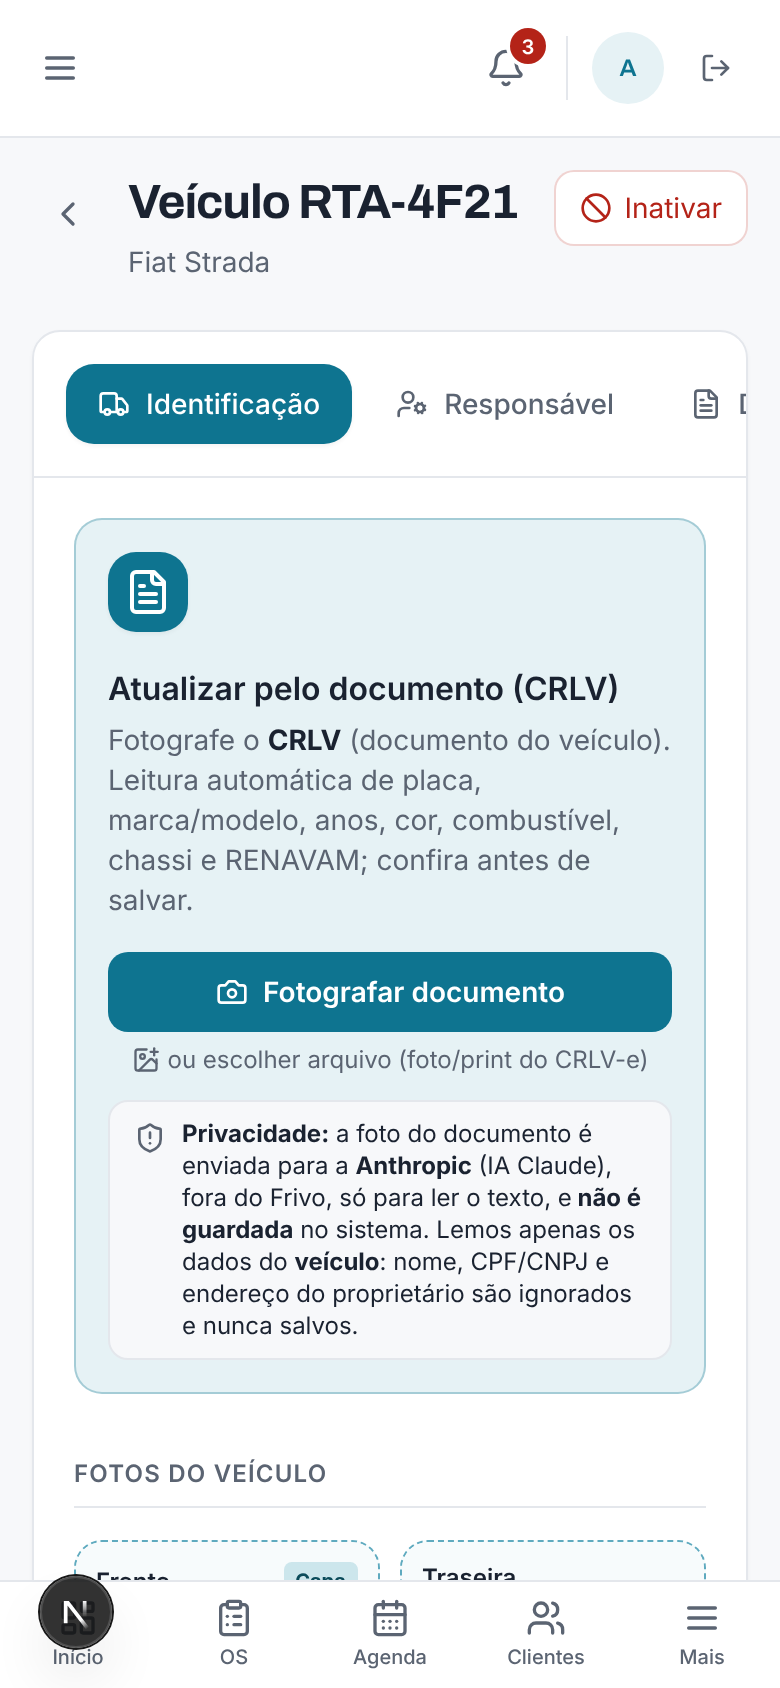 3
A
Veículo RTA-4F21
Inativar
Fiat Strada
Identificação
Responsável
Atualizar pelo documento (CRLV)
Fotografe o CRLV (documento do veículo).
Leitura automática de placa,
marca/modelo, anos, cor, combustível,
chassi e RENAVAM; confira antes de
salvar.
Fotografar documento
ou escolher arquivo (foto/print do CRLV-e)
Privacidade: a foto do documento é
enviada para a Anthropic (IA Claude),
fora do Frivo, só para ler o texto, e não é
guardada no sistema. Lemos apenas os
dados do veículo: nome, CPF/CNPJ e
endereço do proprietário são ignorados
e nunca salvos.
FOTOS DO VEÍCULO
Frente
Capa
Traseira
N
Início
OS
Agenda
Clientes
Mais